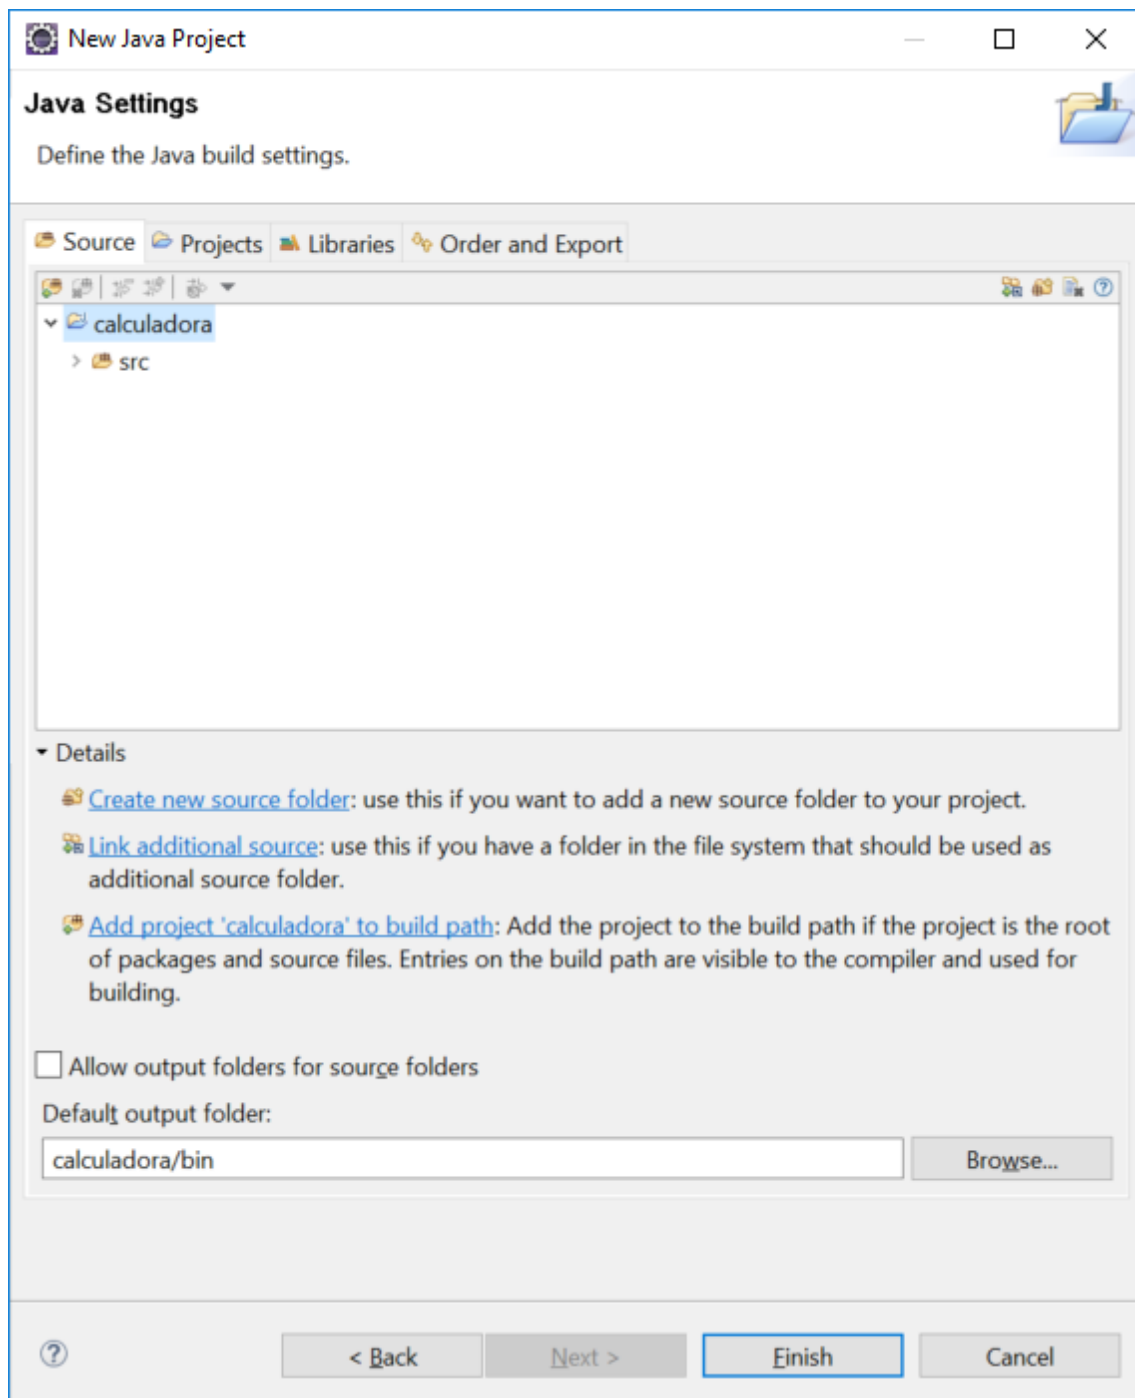 New Java Project
Java Settings
Define the Java build settings.
Source Projects Libraries Order and Export
calculadora
src
Details
Create new source folder: use this if you want to add a new source folder to your project.
Link additional source: use this if you have a folder in the file system that should be used as
additional source folder.
Add project 'calculadora' to build path: Add the project to the build path if the project is the root
of packages and source files. Entries on the build path are visible to the compiler and used for
building.
Allow output folders for source folders
Default output folder:
calculadora/bin Browse...
< Back Next > Finish Cancel